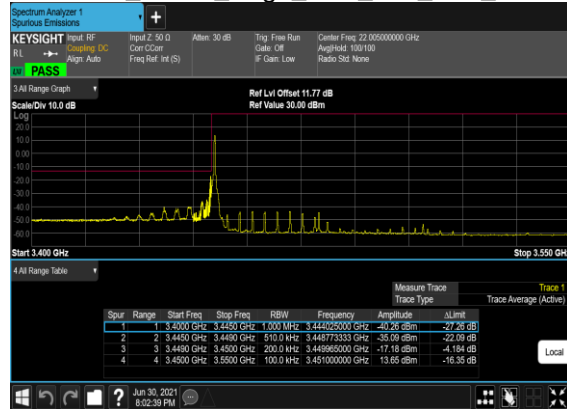 Spectrum Analyzer 1
Spurious Emissions
+
KEYSIGHT Input: RF Input Z: 50 Ω Atten: 30 dB Trig: Free Run Center Freq: 22.005000000 GHz
RL Coupling: DC Corr CCorr Gate: Off Avg|Hold: 100/100
Align: Auto Freq Ref: Int (S) IF Gain: Low Radio Std: None
PASS
3 All Range Graph
Ref Lvl Offset 11.77 dB
Scale/Div 10.0 dB Ref Value 30.00 dBm
Log
20.0
10.0
0.00
-10.0
-20.0
-30.0
-40.0
-50.0
-60.0
Start 3.400 GHz Stop 3.550 GH
4 All Range Table
Measure Trace Trace 1
Trace Type Trace Average (Active)
Spur Range Start Freq Stop Freq RBW Frequency Amplitude ΔLimit
1 1 3.4000 GHz 3.4450 GHz 1.000 MHz 3.444025000 GHz -40.26 dBm -27.26 dB
2 2 3.4450 GHz 3.4490 GHz 510.0 kHz 3.448773333 GHz -35.09 dBm -22.09 dB
3 3 3.4490 GHz 3.4500 GHz 200.0 kHz 3.449965000 GHz -17.18 dBm -4.184 dB
4 4 3.4500 GHz 3.5500 GHz 100.0 kHz 3.451000000 GHz 13.65 dBm -16.35 dB
Local
? Jun 30, 2021
8:02:39 PM